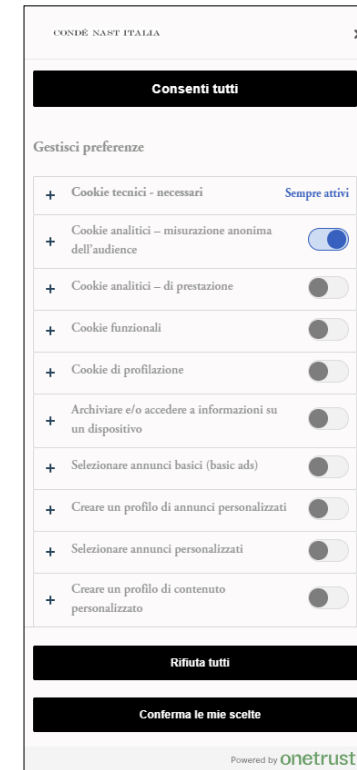 CONDÉ NAST ITALIA
Consenti tutti
Gestisci preferenze
+ Cookie tecnici - necessari Sempre attivi
+ Cookie analitici – misurazione anonima
dell'audience
+ Cookie analitici – di prestazione
+ Cookie funzionali
+ Cookie di profilazione
+ Archiviare e/o accedere a informazioni su
un dispositivo
+ Selezionare annunci basici (basic ads)
+ Creare un profilo di annunci personalizzati
+ Selezionare annunci personalizzati
+ Creare un profilo di contenuto
personalizzato
Rifiuta tutti
Conferma le mie scelte
Powered by onetrust